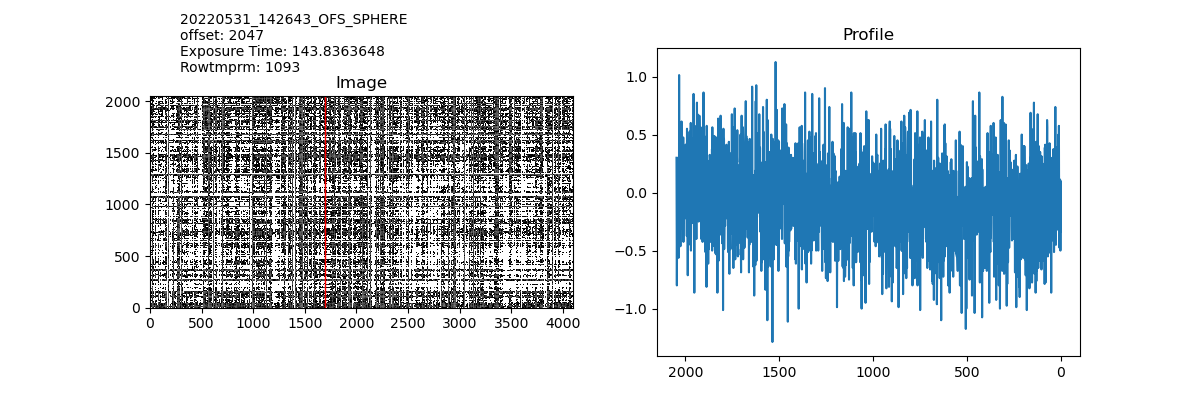 20220531_142643_OFS_SPHERE
offset: 2047
Exposure Time: 143.8363648
Rowtmprm: 1093
Image
2000
1500
1000
500
0
0 500 1000 1500 2000 2500 3000 3500 4000
Profile
1.0
0.5
0.0
−0.5
−1.0
2000 1500 1000 500 0